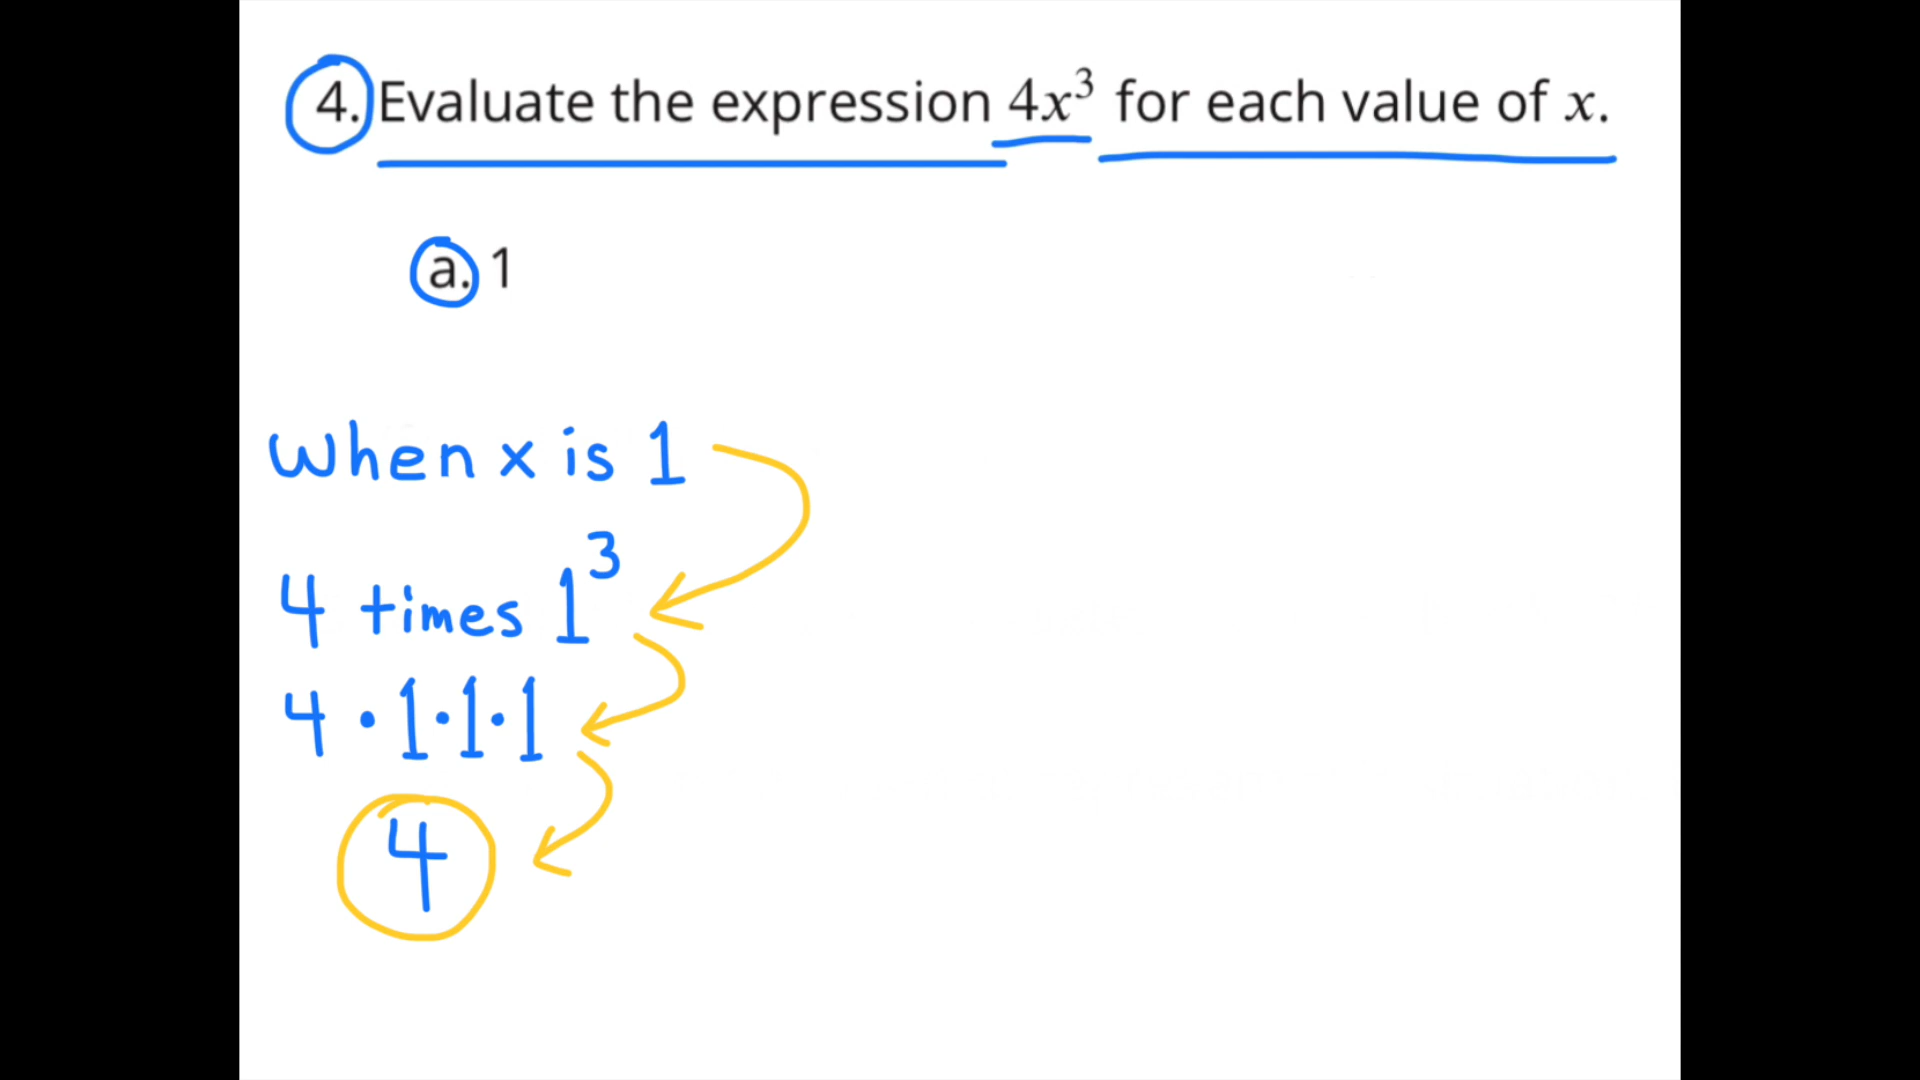 4. Evaluate the expression 4x³ for each value of x.
a. 1
When x is 1
4 times 1³
4 · 1 · 1 · 1
4